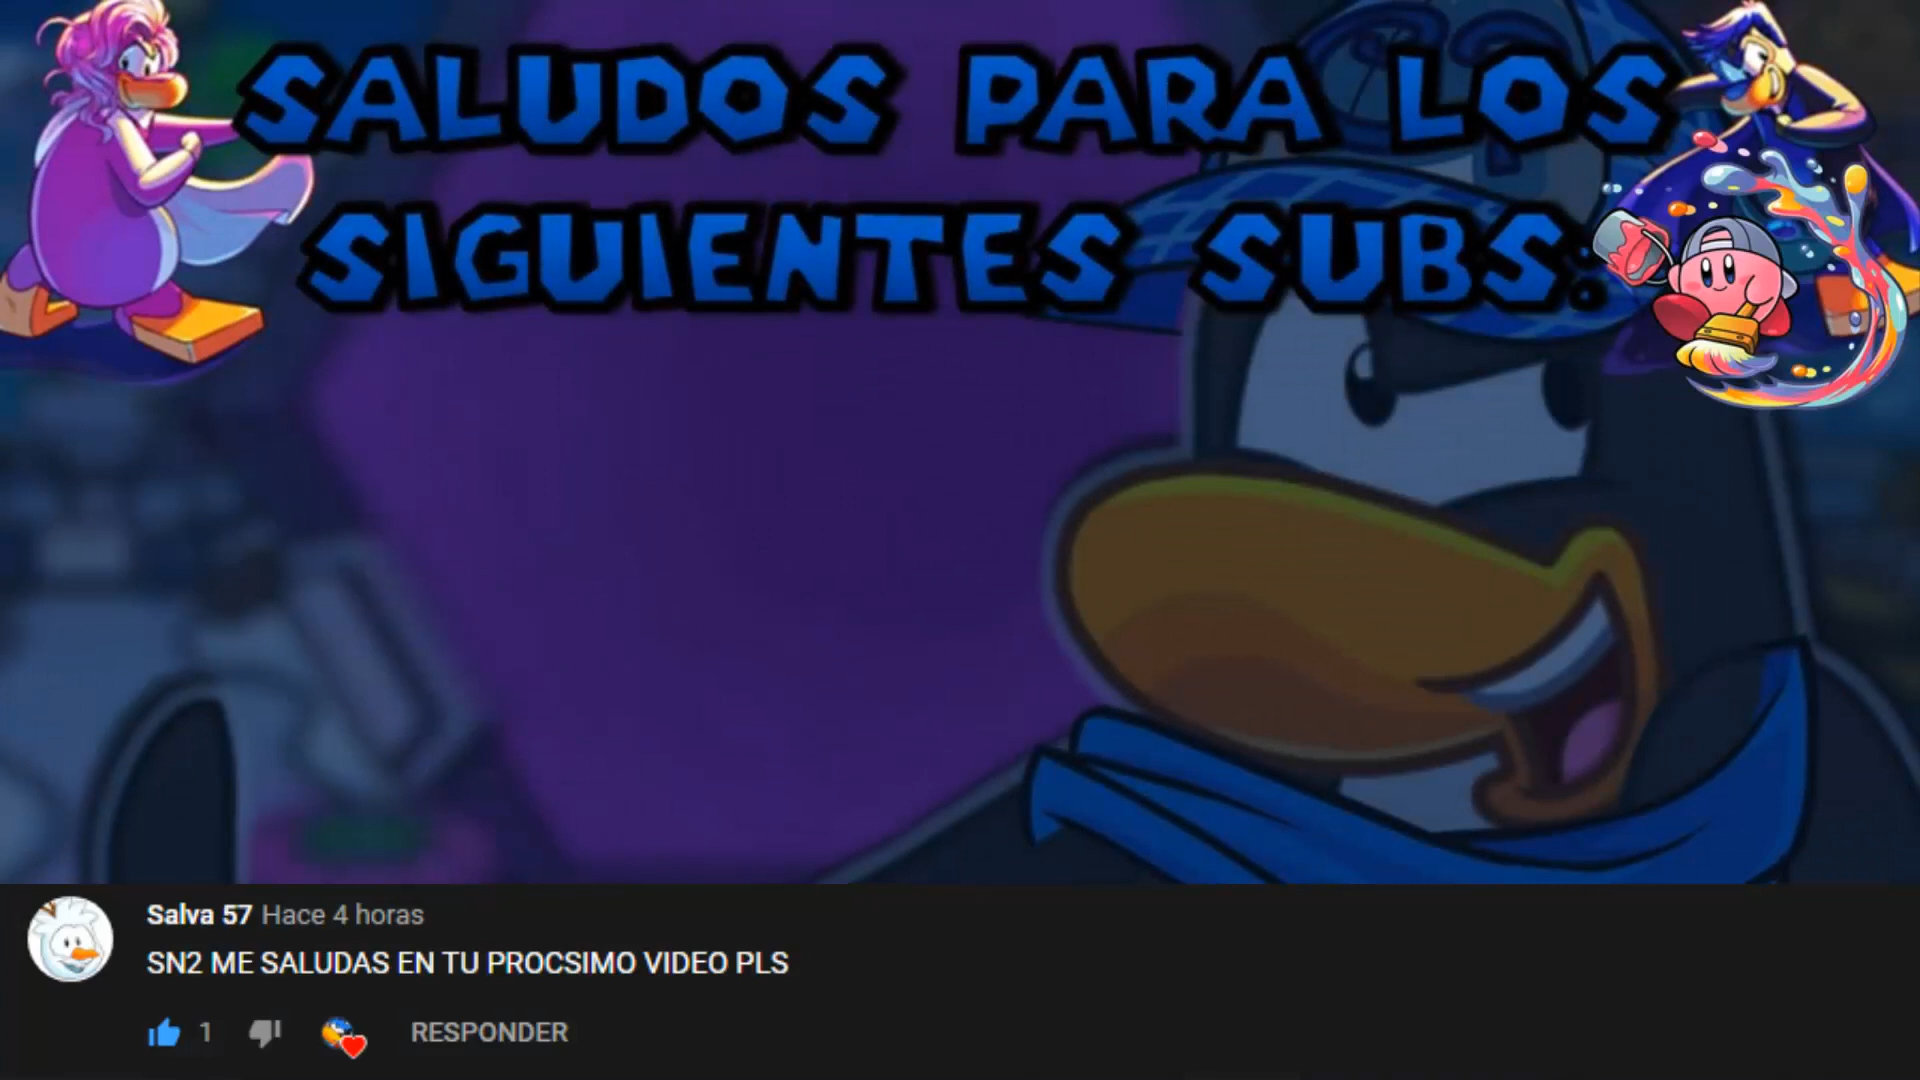 SALUDOS PARA LOS
SIGUIENTES SUBS:
Salva 57 Hace 4 horas
SN2 ME SALUDAS EN TU PROCSIMO VIDEO PLS
1 RESPONDER